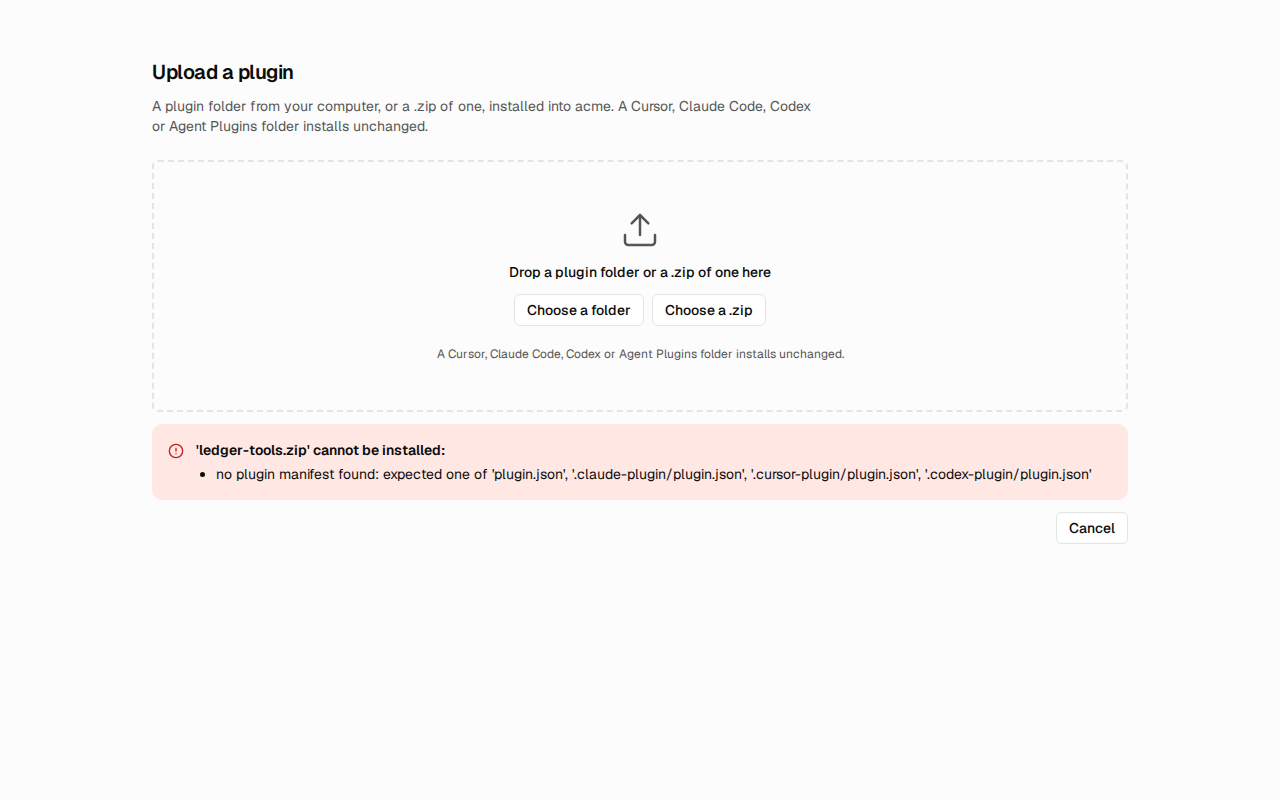 Upload a plugin
A plugin folder from your computer, or a .zip of one, installed into acme. A Cursor, Claude Code, Codex
or Agent Plugins folder installs unchanged.
Drop a plugin folder or a .zip of one here
Choose a folder
Choose a .zip
A Cursor, Claude Code, Codex or Agent Plugins folder installs unchanged.
'ledger-tools.zip' cannot be installed:
• no plugin manifest found: expected one of 'plugin.json', '.claude-plugin/plugin.json', '.cursor-plugin/plugin.json', '.codex-plugin/plugin.json'
Cancel